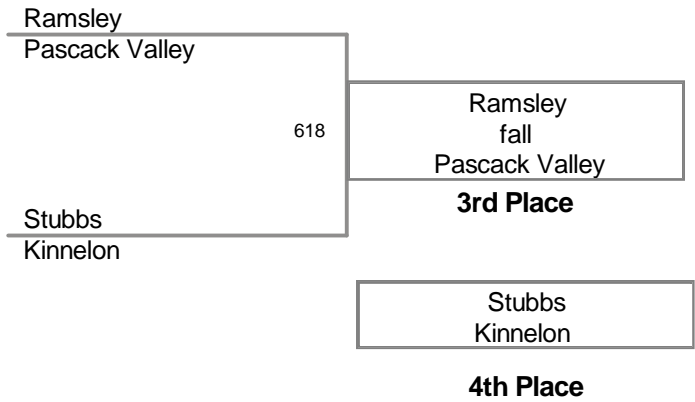 Ramsley
Pascack Valley
618
Ramsley
fall
Pascack Valley
3rd Place
Stubbs
Kinnelon
Stubbs
Kinnelon
4th Place